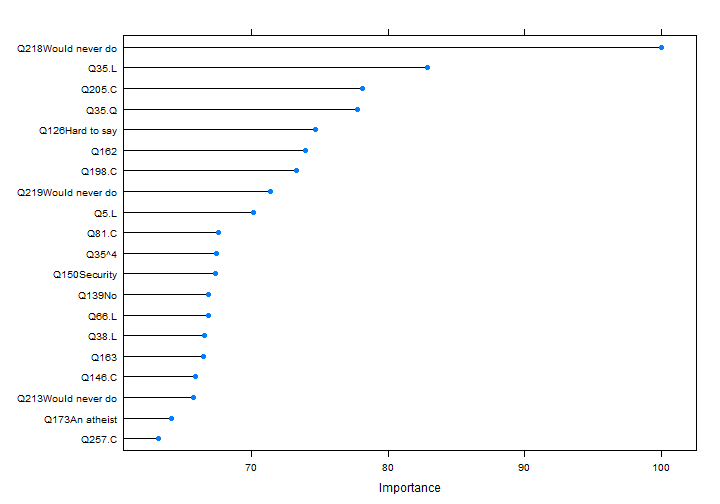 Q218Would never do
Q35.L
Q205.C
Q35.Q
Q126Hard to say
Q162
Q198.C
Q219Would never do
Q5.L
Q81.C
Q35^4
Q150Security
Q139No
Q66.L
Q38.L
Q163
Q146.C
Q213Would never do
Q173An atheist
Q257.C
70 80 90 100
Importance